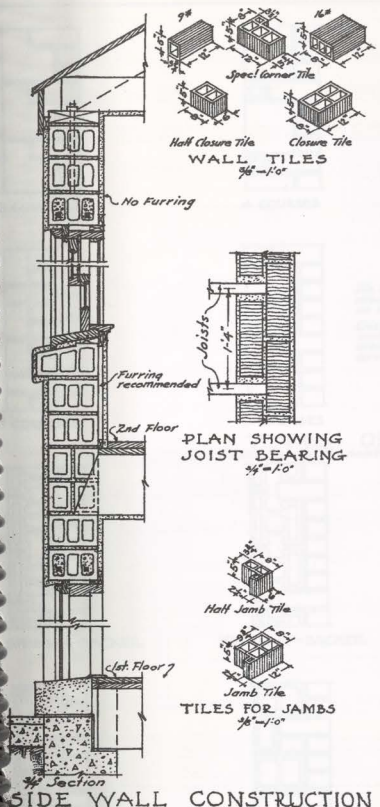 9# 16#
12" 12"
Spec! Corner Tile
Half Closure Tile Closure Tile
WALL TILES
3/8"=1'-0"
No Furring
Joists
1'-4"
Furring
recommended
2nd Floor
PLAN SHOWING
JOIST BEARING
3/4"=1'-0"
Half Jamb Tile
1st. Floor
Jamb Tile
TILES FOR JAMBS
3/8"=1'-0"
3/4" Section
SIDE WALL CONSTRUCTION